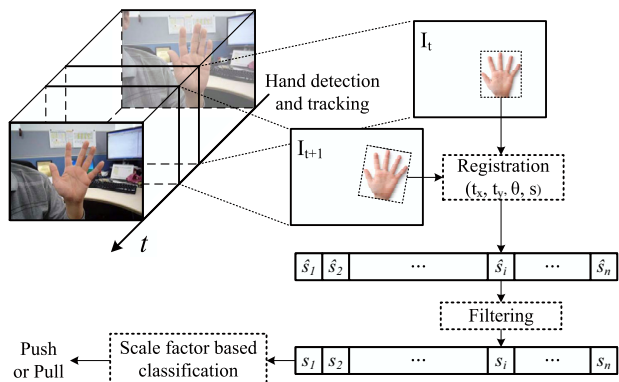 I_t
Hand detection
and tracking
I_{t+1}
Registration
(t_x, t_y, θ, s)
t
ŝ_1 ŝ_2 ... ŝ_i ... ŝ_n
Filtering
Push
or Pull
Scale factor based
classification
s_1 s_2 ... s_i ... s_n